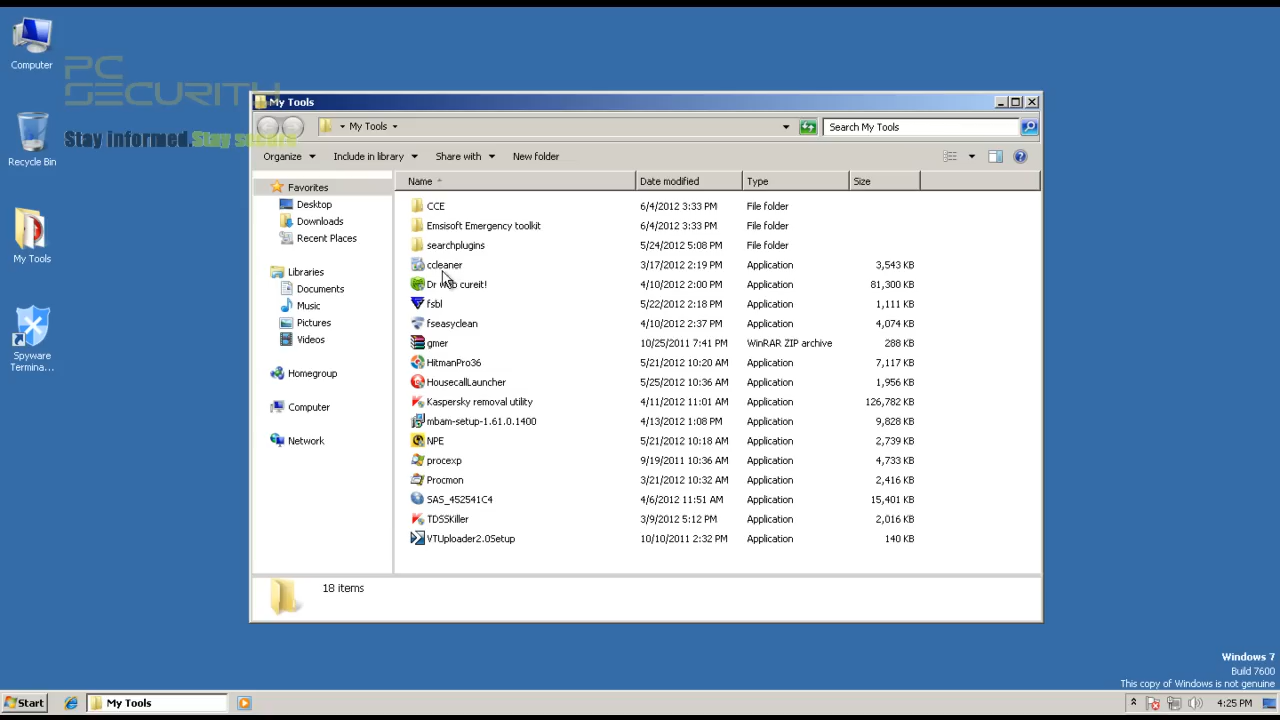 Computer
PC
SECURITY
Stay informed.Stay secure
Recycle Bin
My Tools
Spyware
Termina...
My Tools
My Tools
Search My Tools
Organize
Include in library
Share with
New folder
Favorites
Desktop
Downloads
Recent Places
Libraries
Documents
Music
Pictures
Videos
Homegroup
Computer
Network
Name Date modified Type Size
CCE 6/4/2012 3:33 PM File folder
Emsisoft Emergency toolkit 6/4/2012 3:33 PM File folder
searchplugins 5/24/2012 5:08 PM File folder
ccleaner 3/17/2012 2:19 PM Application 3,543 KB
Dr web cureit! 4/10/2012 2:00 PM Application 81,300 KB
fsbl 5/22/2012 2:18 PM Application 1,111 KB
fseasyclean 4/10/2012 2:37 PM Application 4,074 KB
gmer 10/25/2011 7:41 PM WinRAR ZIP archive 288 KB
HitmanPro36 5/21/2012 10:20 AM Application 7,117 KB
HousecallLauncher 5/25/2012 10:36 AM Application 1,956 KB
Kaspersky removal utility 4/11/2012 11:01 AM Application 126,782 KB
mbam-setup-1.61.0.1400 4/13/2012 1:08 PM Application 9,828 KB
NPE 5/21/2012 10:18 AM Application 2,739 KB
procexp 9/19/2011 10:36 AM Application 4,733 KB
Procmon 3/21/2012 10:32 AM Application 2,416 KB
SAS_452541C4 4/6/2012 11:51 AM Application 15,401 KB
TDSSKiller 3/9/2012 5:12 PM Application 2,016 KB
VTUploader2.0Setup 10/10/2011 2:32 PM Application 140 KB
18 items
Windows 7
Build 7600
This copy of Windows is not genuine
Start
My Tools
4:25 PM